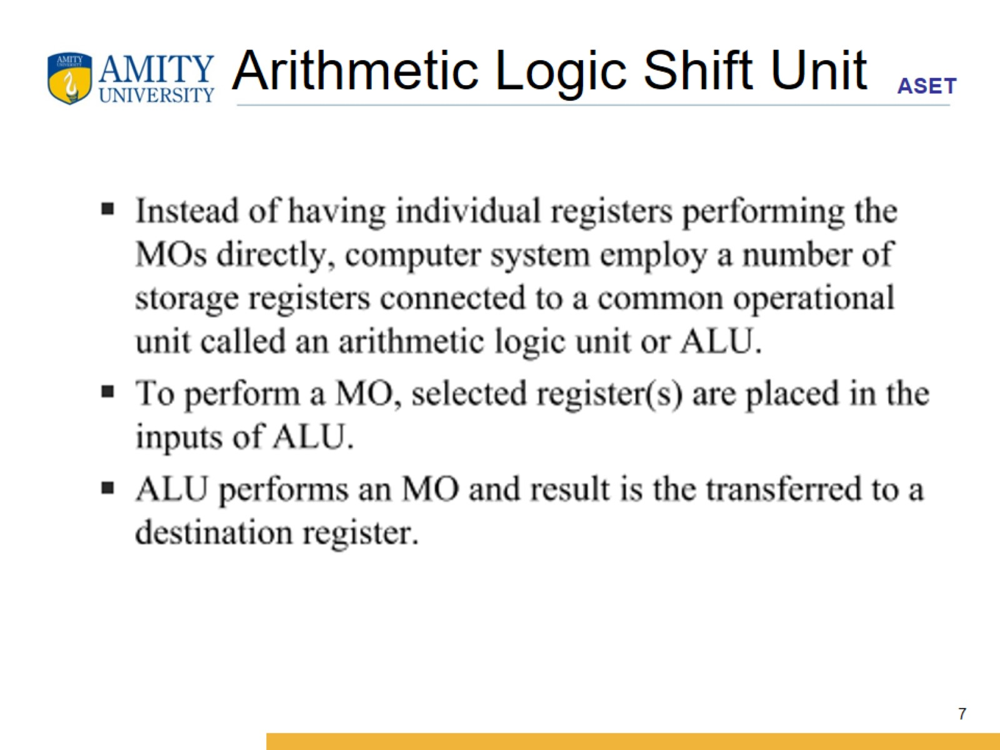 AMITY
UNIVERSITY
AMITY
UNIVERSITY
Arithmetic Logic Shift Unit
ASET
▪ Instead of having individual registers performing the
MOs directly, computer system employ a number of
storage registers connected to a common operational
unit called an arithmetic logic unit or ALU.
▪ To perform a MO, selected register(s) are placed in the
inputs of ALU.
▪ ALU performs an MO and result is the transferred to a
destination register.
7